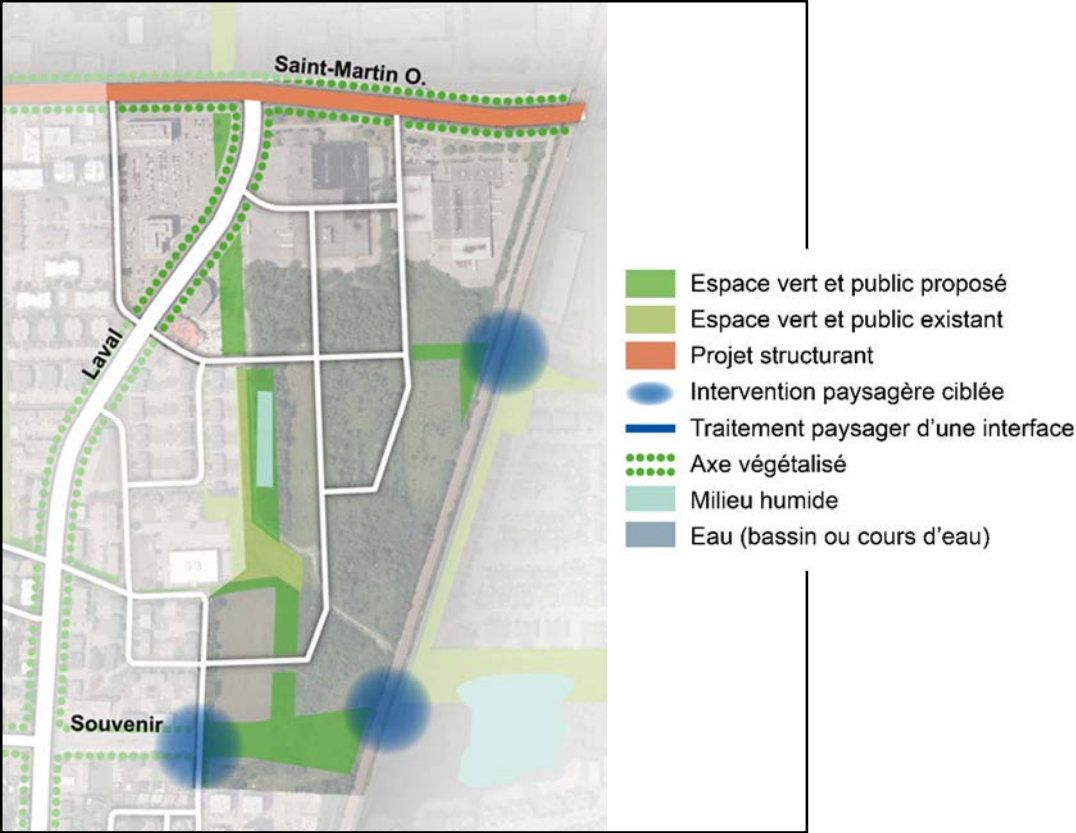 Saint-Martin O.
Laval
Souvenir
Espace vert et public proposé
Espace vert et public existant
Projet structurant
Intervention paysagère ciblée
Traitement paysager d'une interface
Axe végétalisé
Milieu humide
Eau (bassin ou cours d'eau)